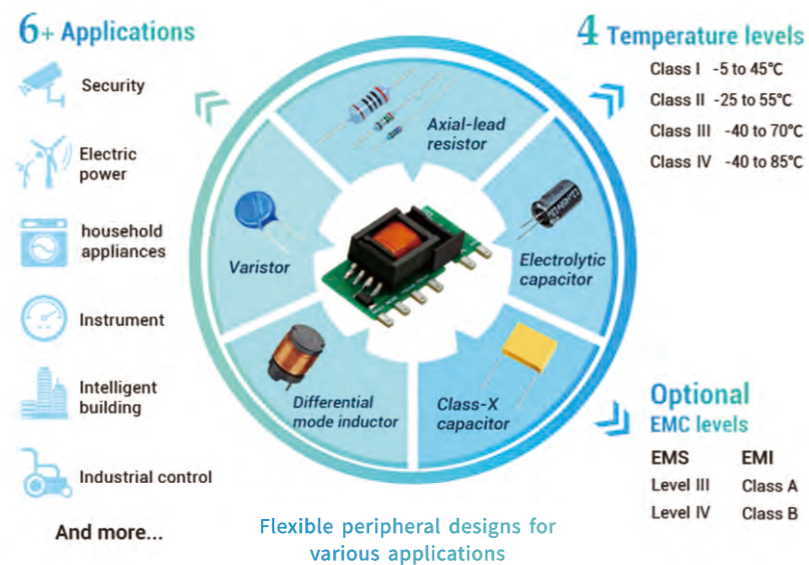 6+ Applications
Security
Electric
power
household
appliances
Instrument
Intelligent
building
Industrial control
And more...
Axial-lead
resistor
Varistor
Electrolytic
capacitor
Differential
mode inductor
Class-X
capacitor
Flexible peripheral designs for
various applications
4 Temperature levels
Class I -5 to 45℃
Class II -25 to 55℃
Class III -40 to 70℃
Class IV -40 to 85℃
Optional
EMC levels
EMS EMI
Level III Class A
Level IV Class B